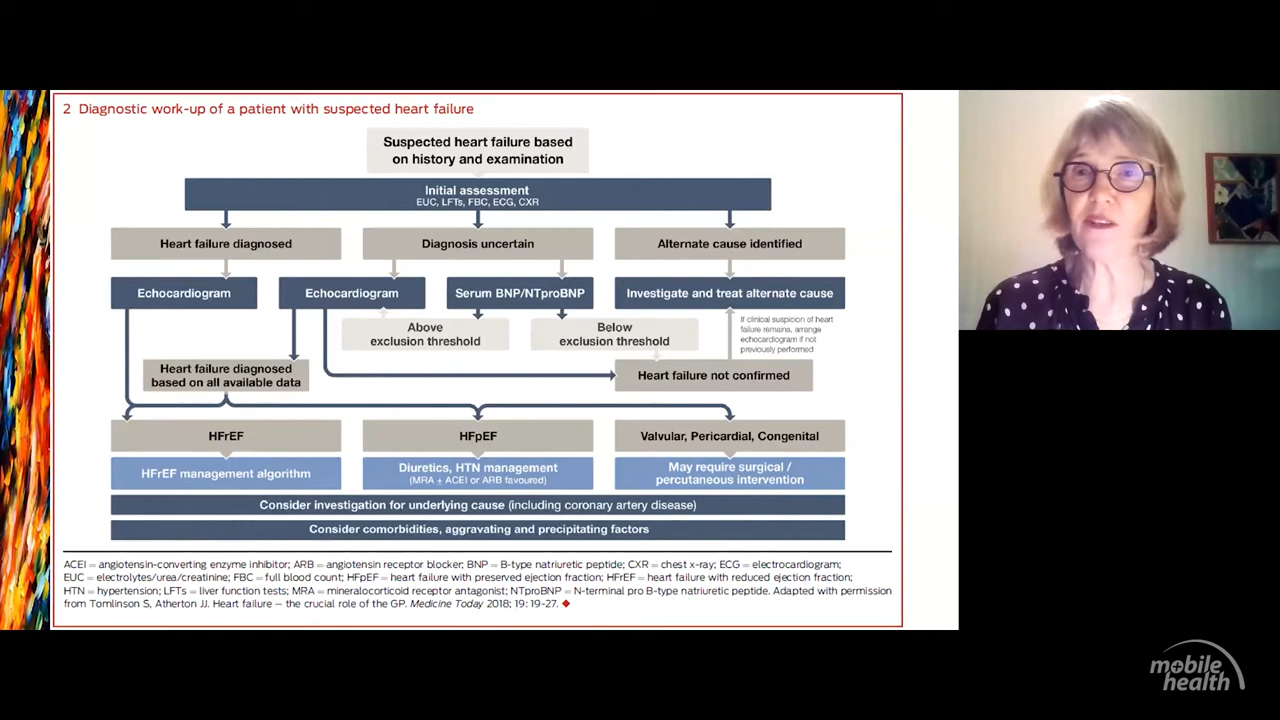 2 Diagnostic work-up of a patient with suspected heart failure
Suspected heart failure based
on history and examination
Initial assessment
EUC, LFTs, FBC, ECG, CXR
Heart failure diagnosed
Diagnosis uncertain
Alternate cause identified
Echocardiogram
Echocardiogram
Serum BNP/NTproBNP
Investigate and treat alternate cause
Above
exclusion threshold
Below
exclusion threshold
If clinical suspicion of heart
failure remains, arrange
echocardiogram if not
previously performed
Heart failure diagnosed
based on all available data
Heart failure not confirmed
HFrEF
HFpEF
Valvular, Pericardial, Congenital
HFrEF management algorithm
Diuretics, HTN management
(MRA ± ACEI or ARB favoured)
May require surgical /
percutaneous intervention
Consider investigation for underlying cause (including coronary artery disease)
Consider comorbidities, aggravating and precipitating factors
ACEI = angiotensin-converting enzyme inhibitor; ARB = angiotensin receptor blocker; BNP = B-type natriuretic peptide; CXR = chest x-ray; ECG = electrocardiogram;
EUC = electrolytes/urea/creatinine; FBC = full blood count; HFpEF = heart failure with preserved ejection fraction; HFrEF = heart failure with reduced ejection fraction;
HTN = hypertension; LFTs = liver function tests; MRA = mineralocorticoid receptor antagonist; NTproBNP = N-terminal pro B-type natriuretic peptide. Adapted with permission
from Tomlinson S, Atherton JJ. Heart failure – the crucial role of the GP. Medicine Today 2018; 19: 19-27.
mobile
health